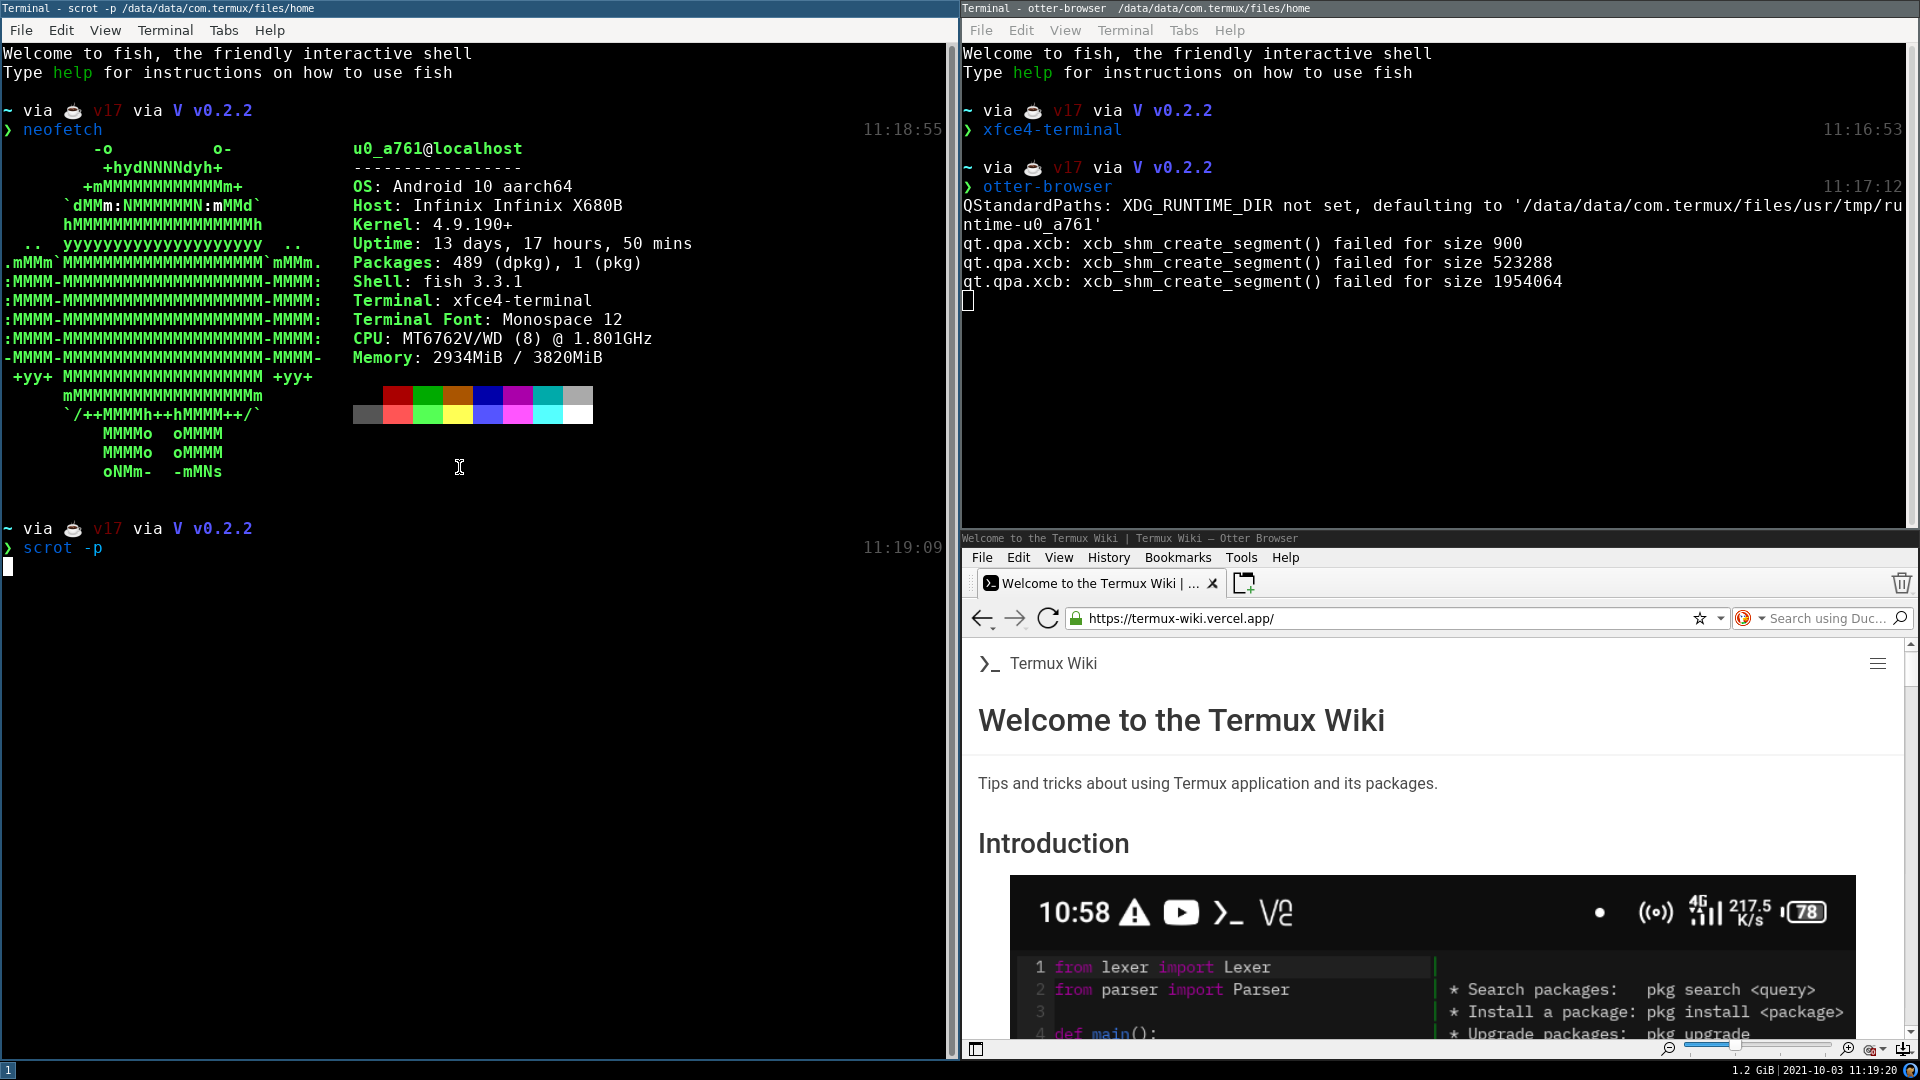 Terminal - scrot -p /data/data/com.termux/files/home
File Edit View Terminal Tabs Help
Welcome to fish, the friendly interactive shell
Type help for instructions on how to use fish
~ via ☕ v17 via V v0.2.2
❯ neofetch 11:18:55
-o o-
+hydNNNNdyh+
+mMMMMMMMMMMMMm+
`dMMm:NMMMMMMN:mMMd`
hMMMMMMMMMMMMMMMMMMh
.. yyyyyyyyyyyyyyyyyyyy ..
.mMMm`MMMMMMMMMMMMMMMMMMMM`mMMm.
:MMMM-MMMMMMMMMMMMMMMMMMMM-MMMM:
:MMMM-MMMMMMMMMMMMMMMMMMMM-MMMM:
:MMMM-MMMMMMMMMMMMMMMMMMMM-MMMM:
:MMMM-MMMMMMMMMMMMMMMMMMMM-MMMM:
-MMMM-MMMMMMMMMMMMMMMMMMMM-MMMM-
+yy+ MMMMMMMMMMMMMMMMMMMM +yy+
mMMMMMMMMMMMMMMMMMMm
`/++MMMMh++hMMMM++/`
MMMMo oMMMM
MMMMo oMMMM
oNMm- -mMNs
u0_a761@localhost
-----------------
OS: Android 10 aarch64
Host: Infinix Infinix X680B
Kernel: 4.9.190+
Uptime: 13 days, 17 hours, 50 mins
Packages: 489 (dpkg), 1 (pkg)
Shell: fish 3.3.1
Terminal: xfce4-terminal
Terminal Font: Monospace 12
CPU: MT6762V/WD (8) @ 1.801GHz
Memory: 2934MiB / 3820MiB
~ via ☕ v17 via V v0.2.2
❯ scrot -p 11:19:09
Terminal - otter-browser /data/data/com.termux/files/home
File Edit View Terminal Tabs Help
Welcome to fish, the friendly interactive shell
Type help for instructions on how to use fish
~ via ☕ v17 via V v0.2.2
❯ xfce4-terminal 11:16:53
~ via ☕ v17 via V v0.2.2
❯ otter-browser 11:17:12
QStandardPaths: XDG_RUNTIME_DIR not set, defaulting to '/data/data/com.termux/files/usr/tmp/ru
ntime-u0_a761'
qt.qpa.xcb: xcb_shm_create_segment() failed for size 900
qt.qpa.xcb: xcb_shm_create_segment() failed for size 523288
qt.qpa.xcb: xcb_shm_create_segment() failed for size 1954064
Welcome to the Termux Wiki | Termux Wiki — Otter Browser
File Edit View History Bookmarks Tools Help
Welcome to the Termux Wiki | ...
https://termux-wiki.vercel.app/
Search using Duc...
Termux Wiki
Welcome to the Termux Wiki
Tips and tricks about using Termux application and its packages.
Introduction
10:58
4G 217.5 K/s 78
1 from lexer import Lexer
2 from parser import Parser
3
4 def main():
* Search packages: pkg search <query>
* Install a package: pkg install <package>
* Upgrade packages: pkg upgrade
1
1.2 GiB|2021-10-03 11:19:20